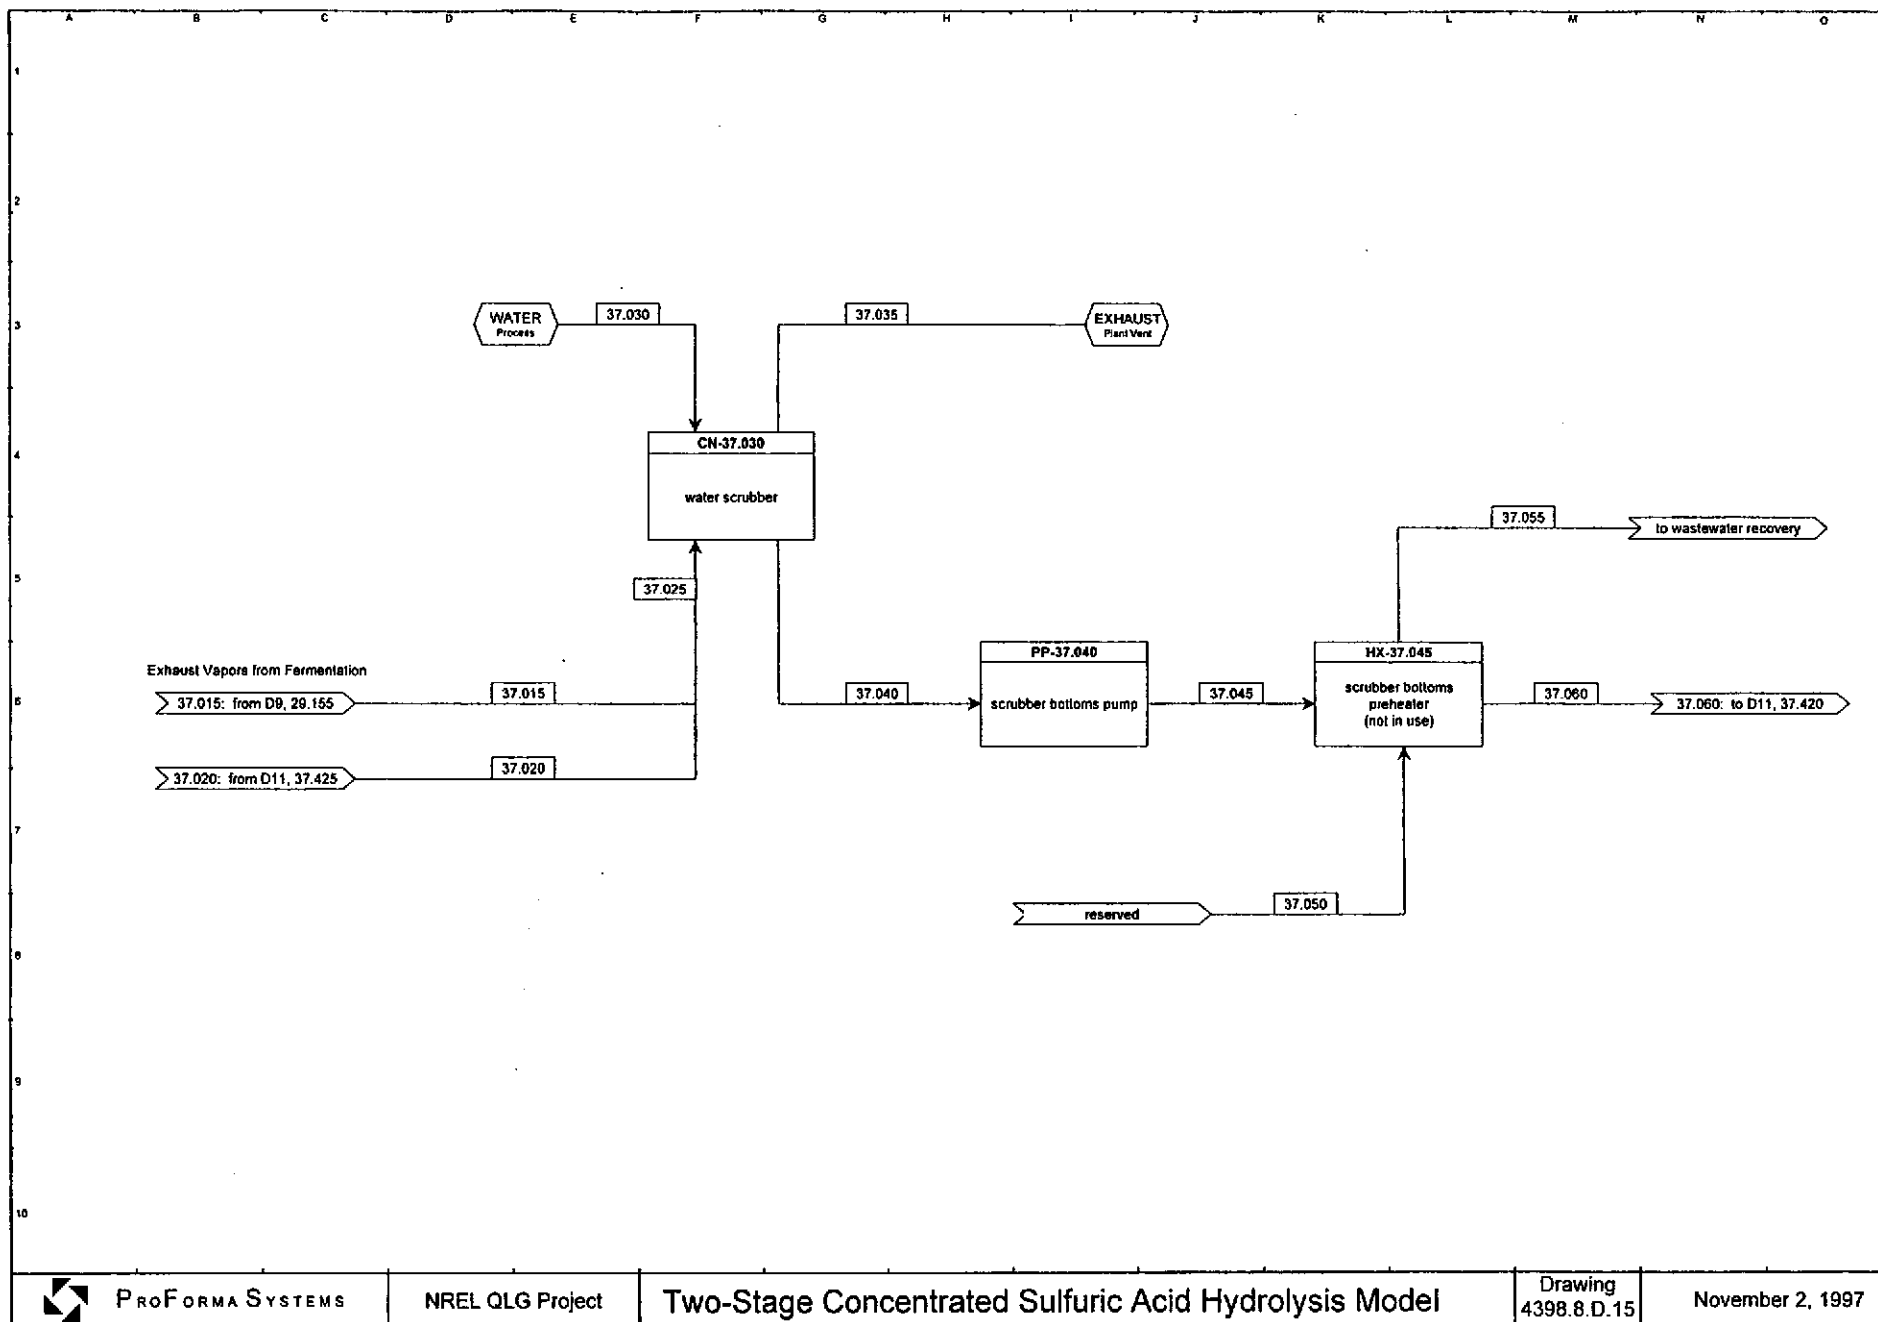 A B C D E F G H I J K L M N O
1
2
3
4
5
6
7
8
9
10
WATER
Process
37.030
37.035
EXHAUST
Plant Vent
CN-37.030
water scrubber
37.025
37.055
to wastewater recovery
Exhaust Vapors from Fermentation
37.015: from D9, 29.155
37.015
37.040
PP-37.040
scrubber bottoms pump
37.045
HX-37.045
scrubber bottoms
preheater
(not in use)
37.060
37.060: to D11, 37.420
37.020: from D11, 37.425
37.020
reserved
37.050
PROFORMA SYSTEMS
NREL QLG Project
Two-Stage Concentrated Sulfuric Acid Hydrolysis Model
Drawing
4398.8.D.15
November 2, 1997